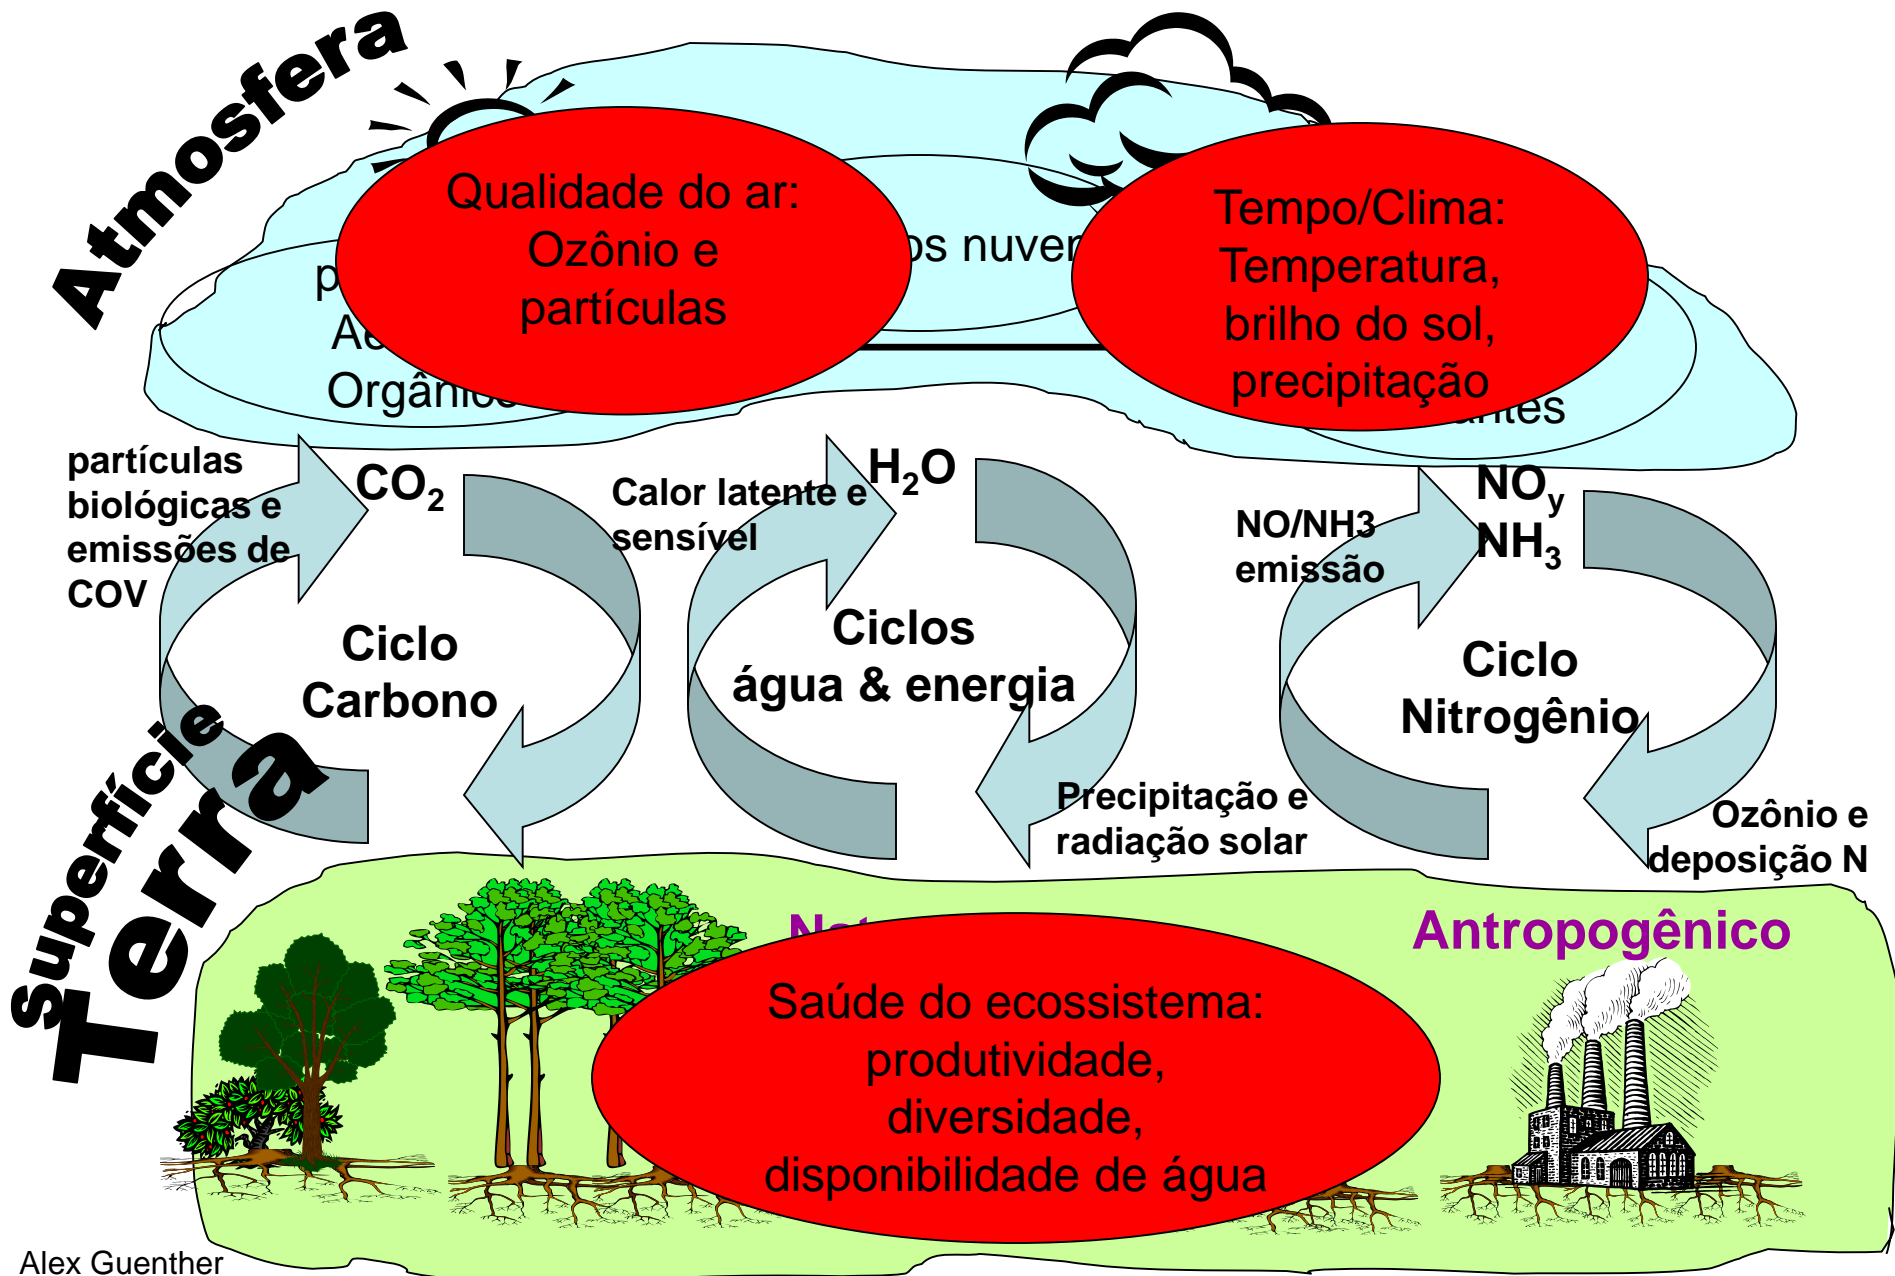 Atmosfera
Qualidade do ar:
Ozônio e
partículas
Tempo/Clima:
Temperatura,
brilho do sol,
precipitação
partículas
biológicas e
emissões de
COV
CO2
Ciclo
Carbono
Calor latente e
sensível
H2O
Ciclos
água & energia
Precipitação e
radiação solar
NO/NH3
emissão
NOy
NH3
Ciclo
Nitrogênio
Ozônio e
deposição N
Superfície
Terra
Antropogênico
Saúde do ecossistema:
produtividade,
diversidade,
disponibilidade de água
Alex Guenther